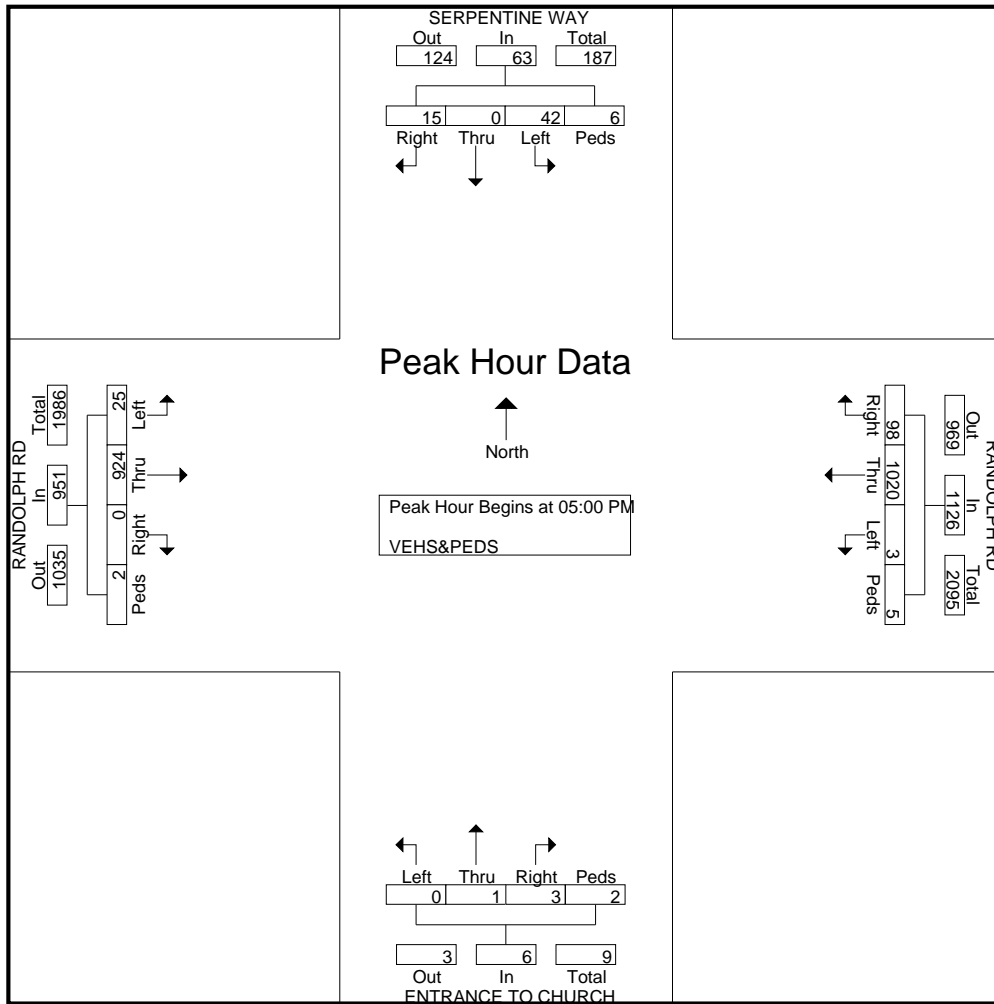 SERPENTINE WAY
Out In Total
124 63 187
15 0 42 6
Right Thru Left Peds
Peak Hour Data
North
Peak Hour Begins at 05:00 PM
VEHS&PEDS
RANDOLPH RD
Total In Out
1986 951 1035
25 924 0 2
Left Thru Right Peds
RANDOLPH RD
Out In Total
969 1126 2095
98 1020 3 5
Right Thru Left Peds
Left Thru Right Peds
0 1 3 2
3 6 9
Out In Total
ENTRANCE TO CHURCH